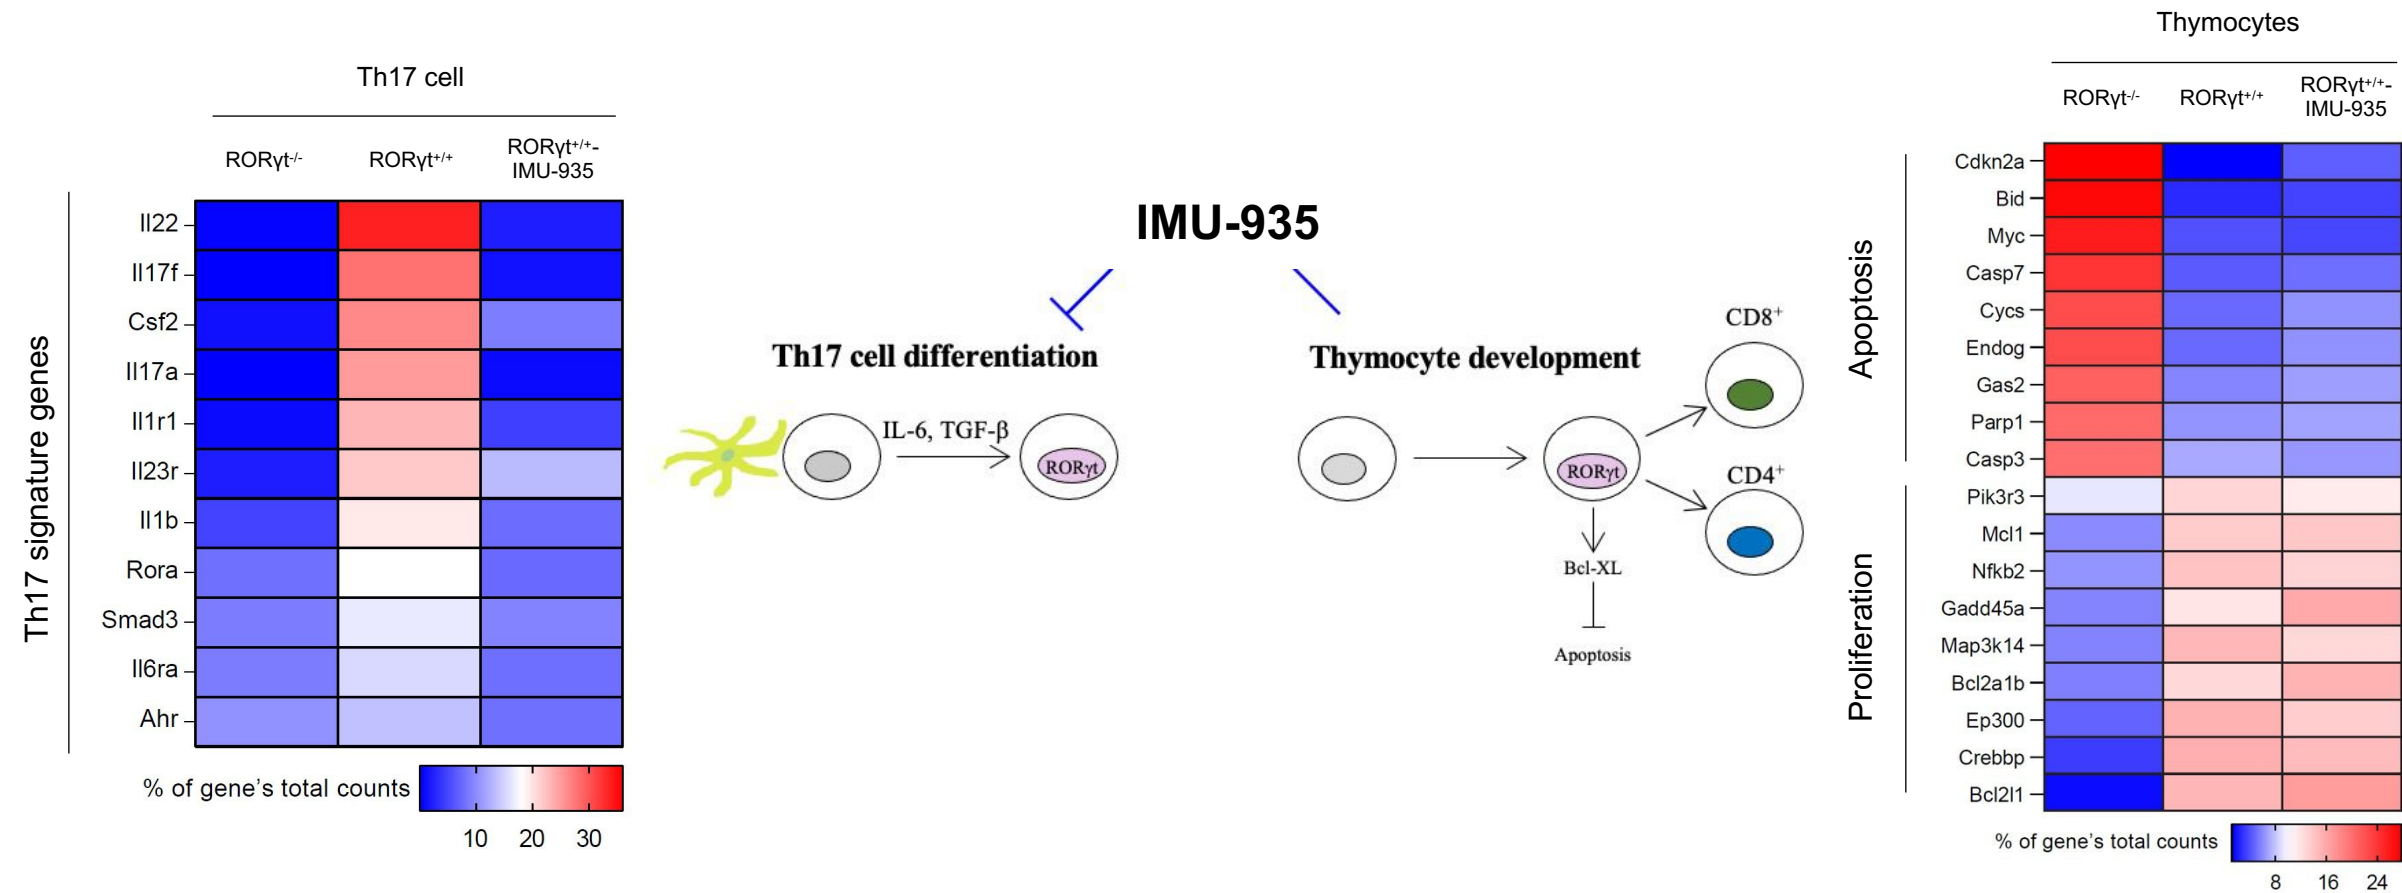 Th17 cell
RORγt-/-
RORγt+/+
RORγt+/+-
IMU-935
Th17 signature genes
Il22
Il17f
Csf2
Il17a
Il1r1
Il23r
Il1b
Rora
Smad3
Il6ra
Ahr
% of gene’s total counts
10 20 30
IMU-935
Th17 cell differentiation
IL-6, TGF-β
RORγt
Thymocyte development
RORγt
CD8+
CD4+
Bcl-XL
Apoptosis
Thymocytes
RORγt-/-
RORγt+/+
RORγt+/+-
IMU-935
Apoptosis
Cdkn2a
Bid
Myc
Casp7
Cycs
Endog
Gas2
Parp1
Casp3
Proliferation
Pik3r3
Mcl1
Nfkb2
Gadd45a
Map3k14
Bcl2a1b
Ep300
Crebbp
Bcl2l1
% of gene’s total counts
8 16 24